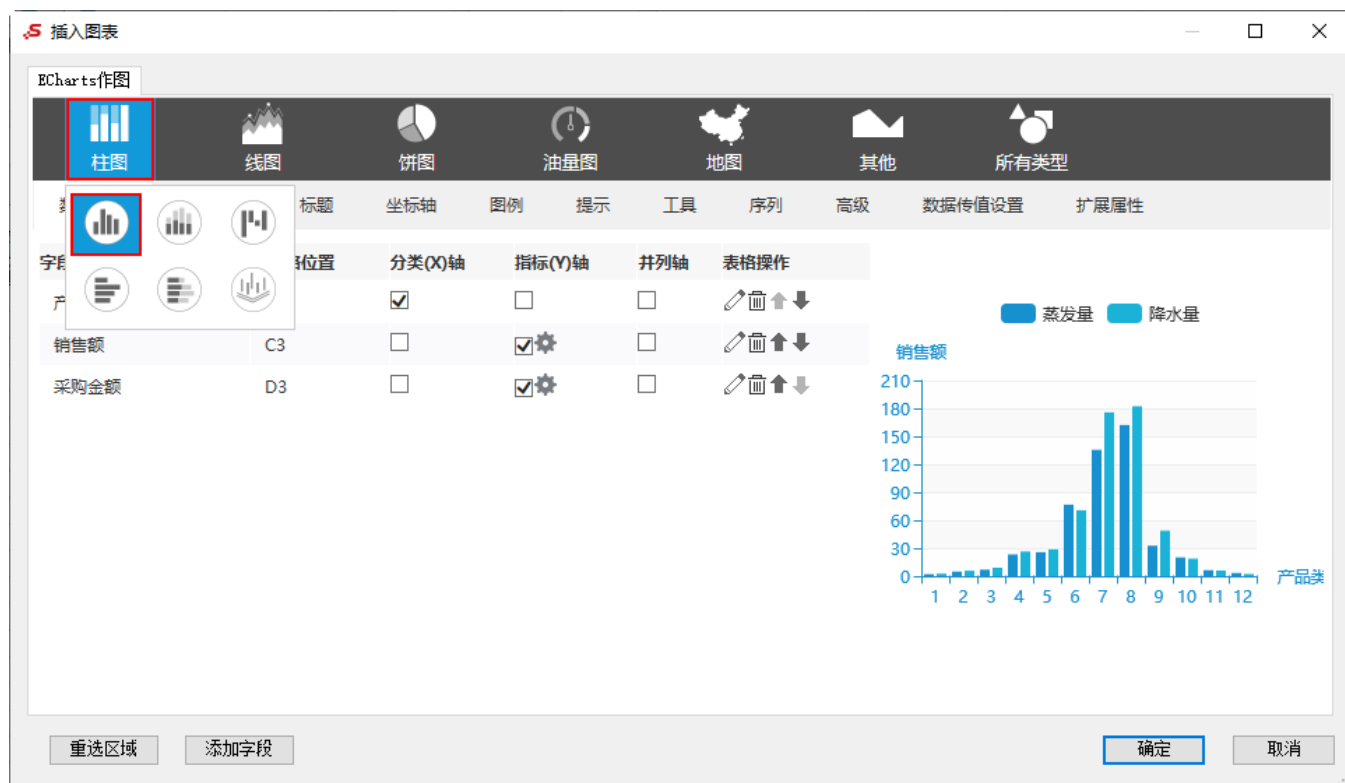 插入图表
ECharts作图
柱图 线图 饼图 油量图 地图 其他 所有类型
标题 坐标轴 图例 提示 工具 序列 高级 数据传值设置 扩展属性
位置 分类(X)轴 指标(Y)轴 并列轴 表格操作
销售额 C3
采购金额 D3
蒸发量 降水量
销售额
210
180
150
120
90
60
30
0
产品类
1 2 3 4 5 6 7 8 9 10 11 12
重选区域 添加字段 确定 取消